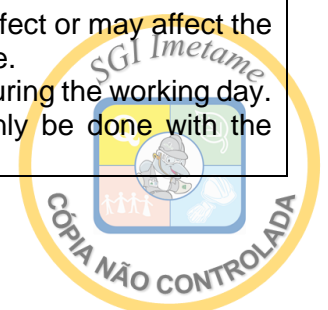 fect or may affect the
e.
uring the working day.
nly be done with the
SGI Imetame
CÓPIA NÃO CONTROLADA